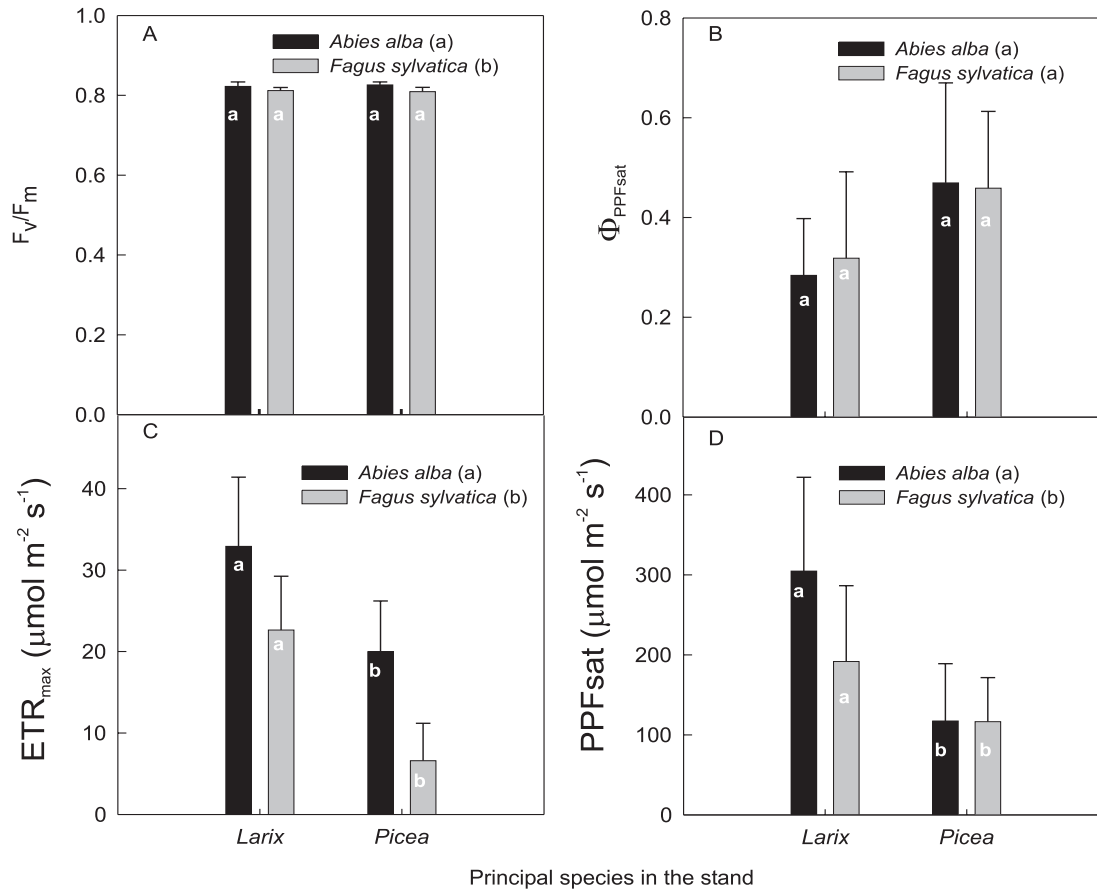 A
Abies alba (a)
Fagus sylvatica (b)
1.0
0.8
0.6
0.4
0.2
0.0
Fv/Fm
a
a
a
a
B
Abies alba (a)
Fagus sylvatica (a)
0.8
0.6
0.4
0.2
0.0
ΦPPFsat
a
a
a
a
C
Abies alba (a)
Fagus sylvatica (b)
40
30
20
10
0
ETRmax (μmol m-2 s-1)
a
a
b
b
Larix
Picea
D
Abies alba (a)
Fagus sylvatica (b)
400
300
200
100
0
PPFsat (μmol m-2 s-1)
a
a
b
b
Larix
Picea
Principal species in the stand